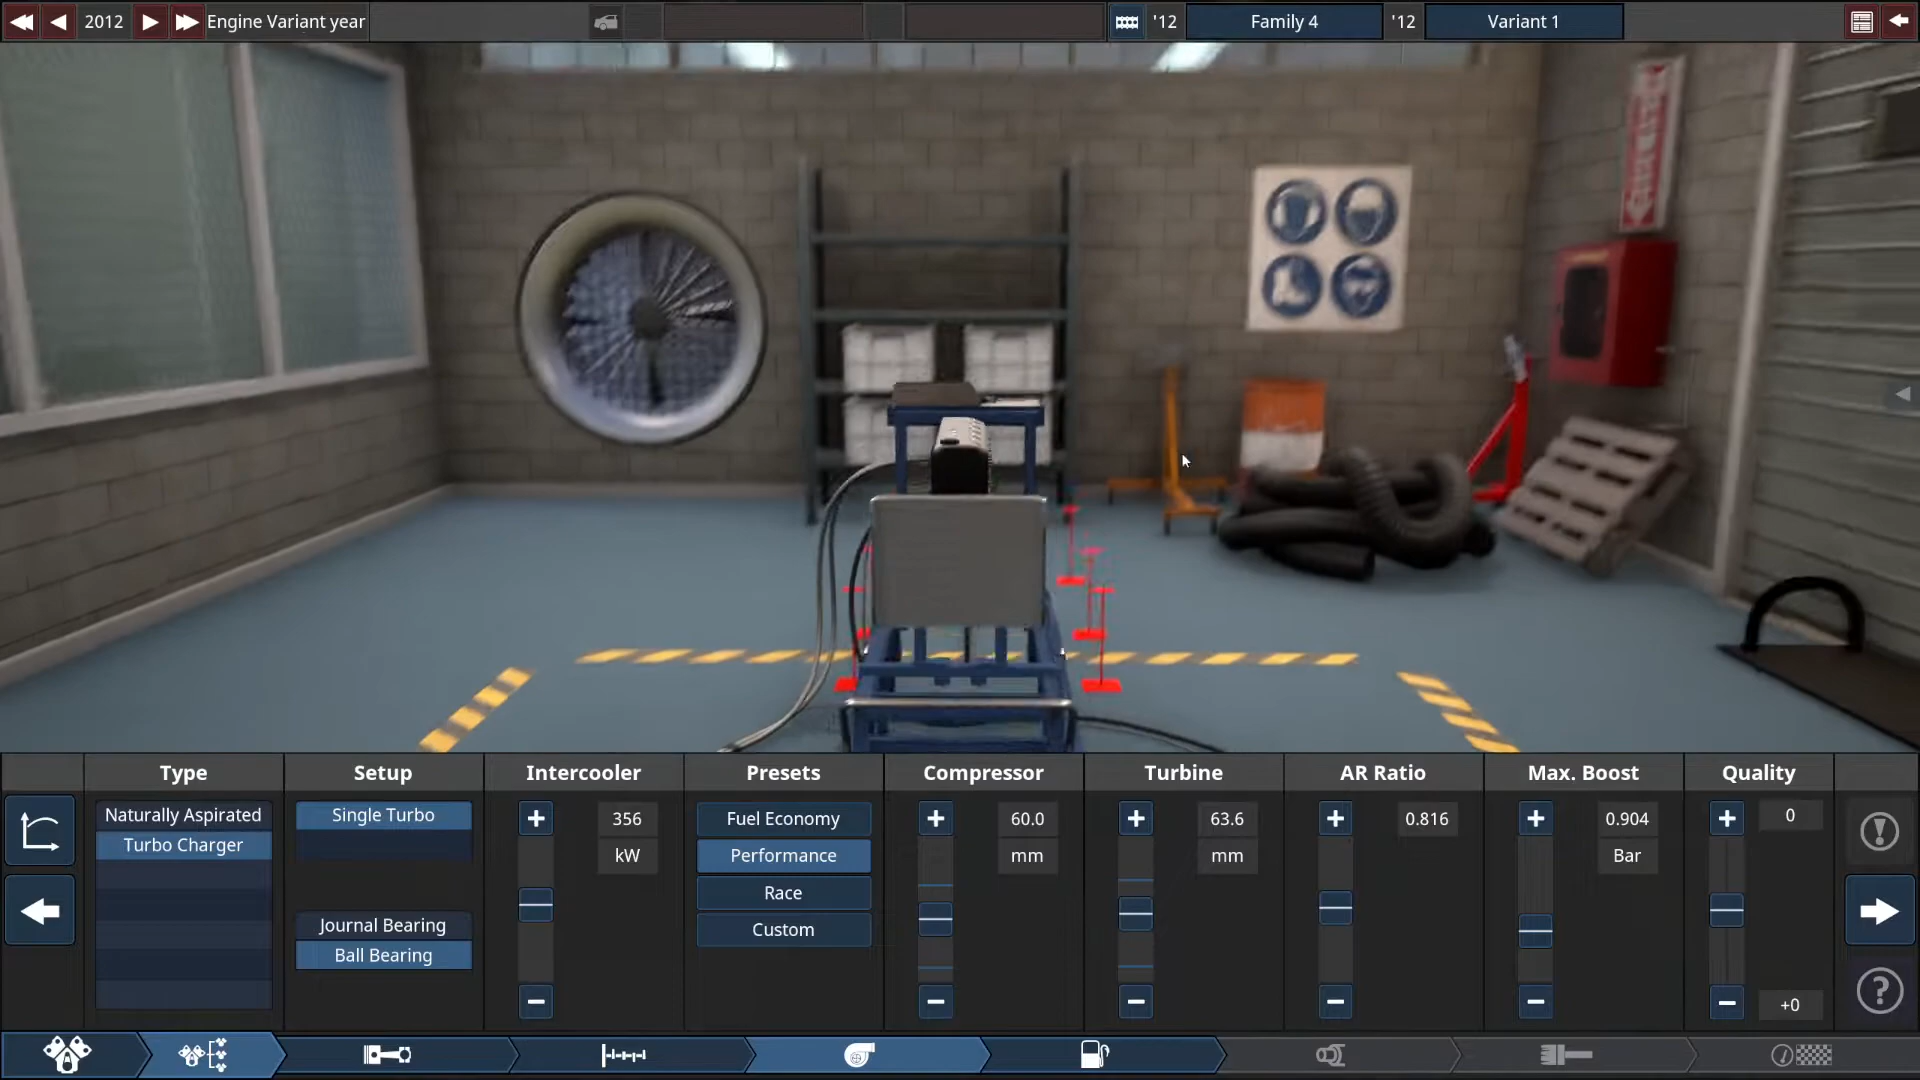 2012 Engine Variant year '12 Family 4 '12 Variant 1
Type Setup Intercooler Presets Compressor Turbine AR Ratio Max. Boost Quality
Naturally Aspirated
Turbo Charger
Single Turbo
Journal Bearing
Ball Bearing
356
kW
Fuel Economy
Performance
Race
Custom
60.0
mm
63.6
mm
0.816
0.904
Bar
0
+0